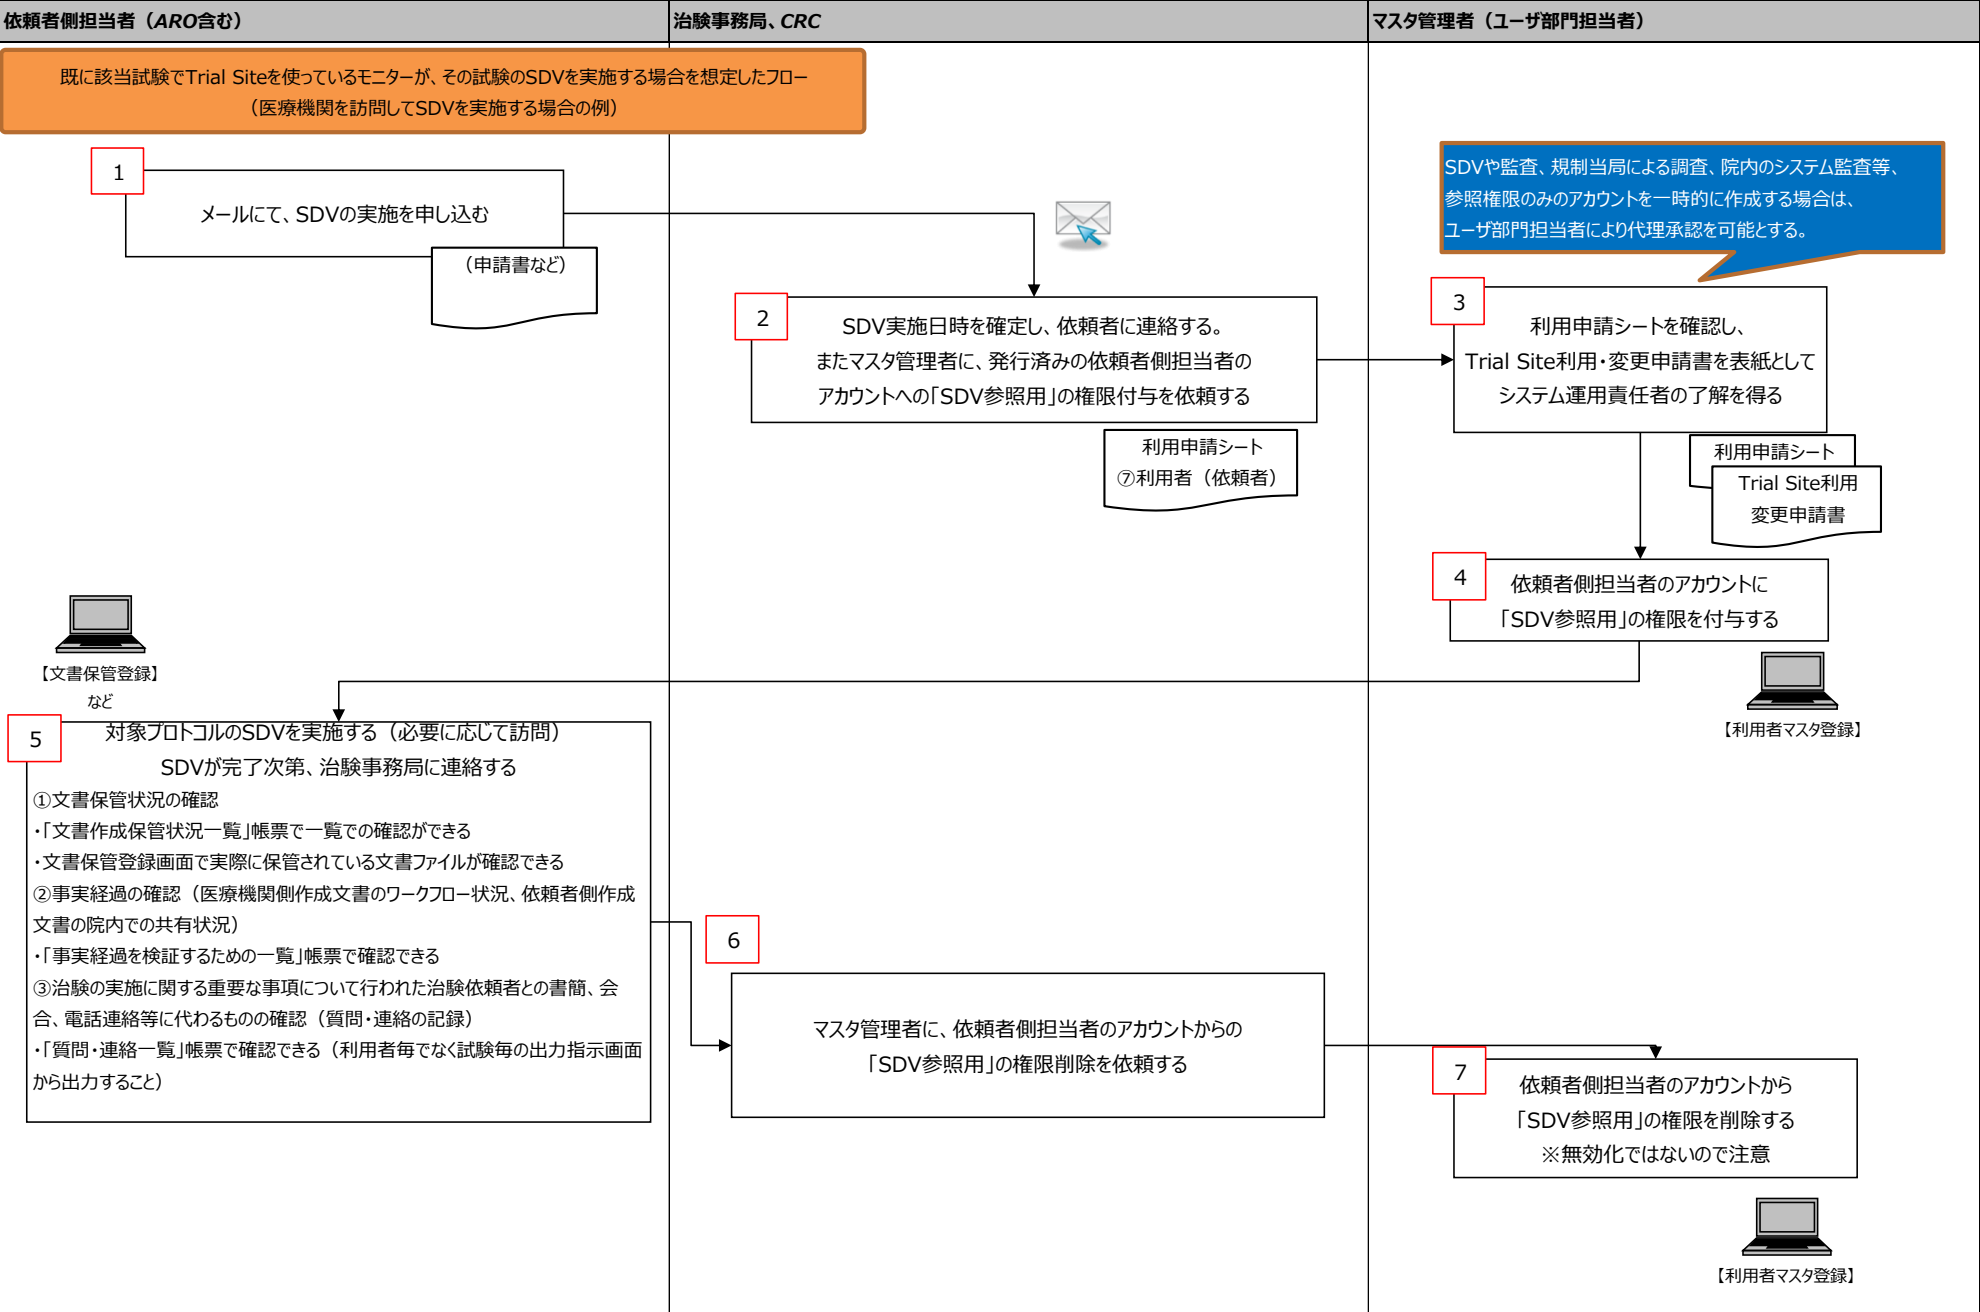 依頼者側担当者（ARO含む）
治験事務局、CRC
マスタ管理者（ユーザ部門担当者）
既に該当試験でTrial Siteを使っているモニターが、その試験のSDVを実施する場合を想定したフロー
（医療機関を訪問してSDVを実施する場合の例）
1
メールにて、SDVの実施を申し込む
（申請書など）
SDVや監査、規制当局による調査、院内のシステム監査等、
参照権限のみのアカウントを一時的に作成する場合は、
ユーザ部門担当者により代理承認を可能とする。
2
SDV実施日時を確定し、依頼者に連絡する。
またマスタ管理者に、発行済みの依頼者側担当者の
アカウントへの「SDV参照用」の権限付与を依頼する
利用申請シート
⑦利用者（依頼者）
3
利用申請シートを確認し、
Trial Site利用・変更申請書を表紙として
システム運用責任者の了解を得る
利用申請シート
Trial Site利用
変更申請書
4
依頼者側担当者のアカウントに
「SDV参照用」の権限を付与する
【利用者マスタ登録】
【文書保管登録】
など
5
対象プロトコルのSDVを実施する（必要に応じて訪問）
SDVが完了次第、治験事務局に連絡する
①文書保管状況の確認
・「文書作成保管状況一覧」帳票で一覧での確認ができる
・文書保管登録画面で実際に保管されている文書ファイルが確認できる
②事実経過の確認（医療機関側作成文書のワークフロー状況、依頼者側作成
文書の院内での共有状況）
・「事実経過を検証するための一覧」帳票で確認できる
③治験の実施に関する重要な事項について行われた治験依頼者との書簡、会
合、電話連絡等に代わるものの確認（質問・連絡の記録）
・「質問・連絡一覧」帳票で確認できる（利用者毎でなく試験毎の出力指示画面
から出力すること）
6
マスタ管理者に、依頼者側担当者のアカウントからの
「SDV参照用」の権限削除を依頼する
7
依頼者側担当者のアカウントから
「SDV参照用」の権限を削除する
※無効化ではないので注意
【利用者マスタ登録】